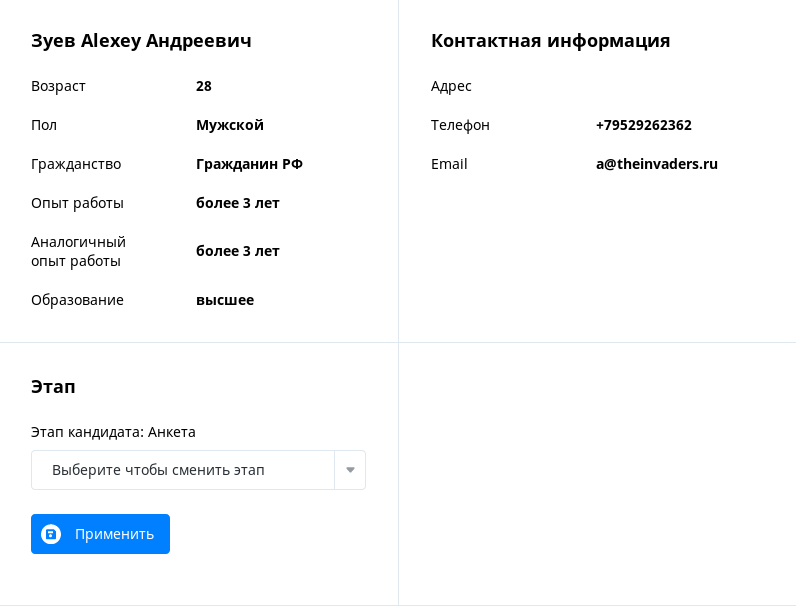 Зуев Alexey Андреевич
Возраст 28
Пол Мужской
Гражданство Гражданин РФ
Опыт работы более 3 лет
Аналогичный
опыт работы более 3 лет
Образование высшее
Контактная информация
Адрес
Телефон +79529262362
Email a@theinvaders.ru
Этап
Этап кандидата: Анкета
Выберите чтобы сменить этап
Применить